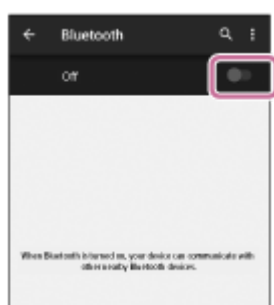 Bluetooth
Off
When Bluetooth is turned on, your device can communicate with
other nearby Bluetooth devices.